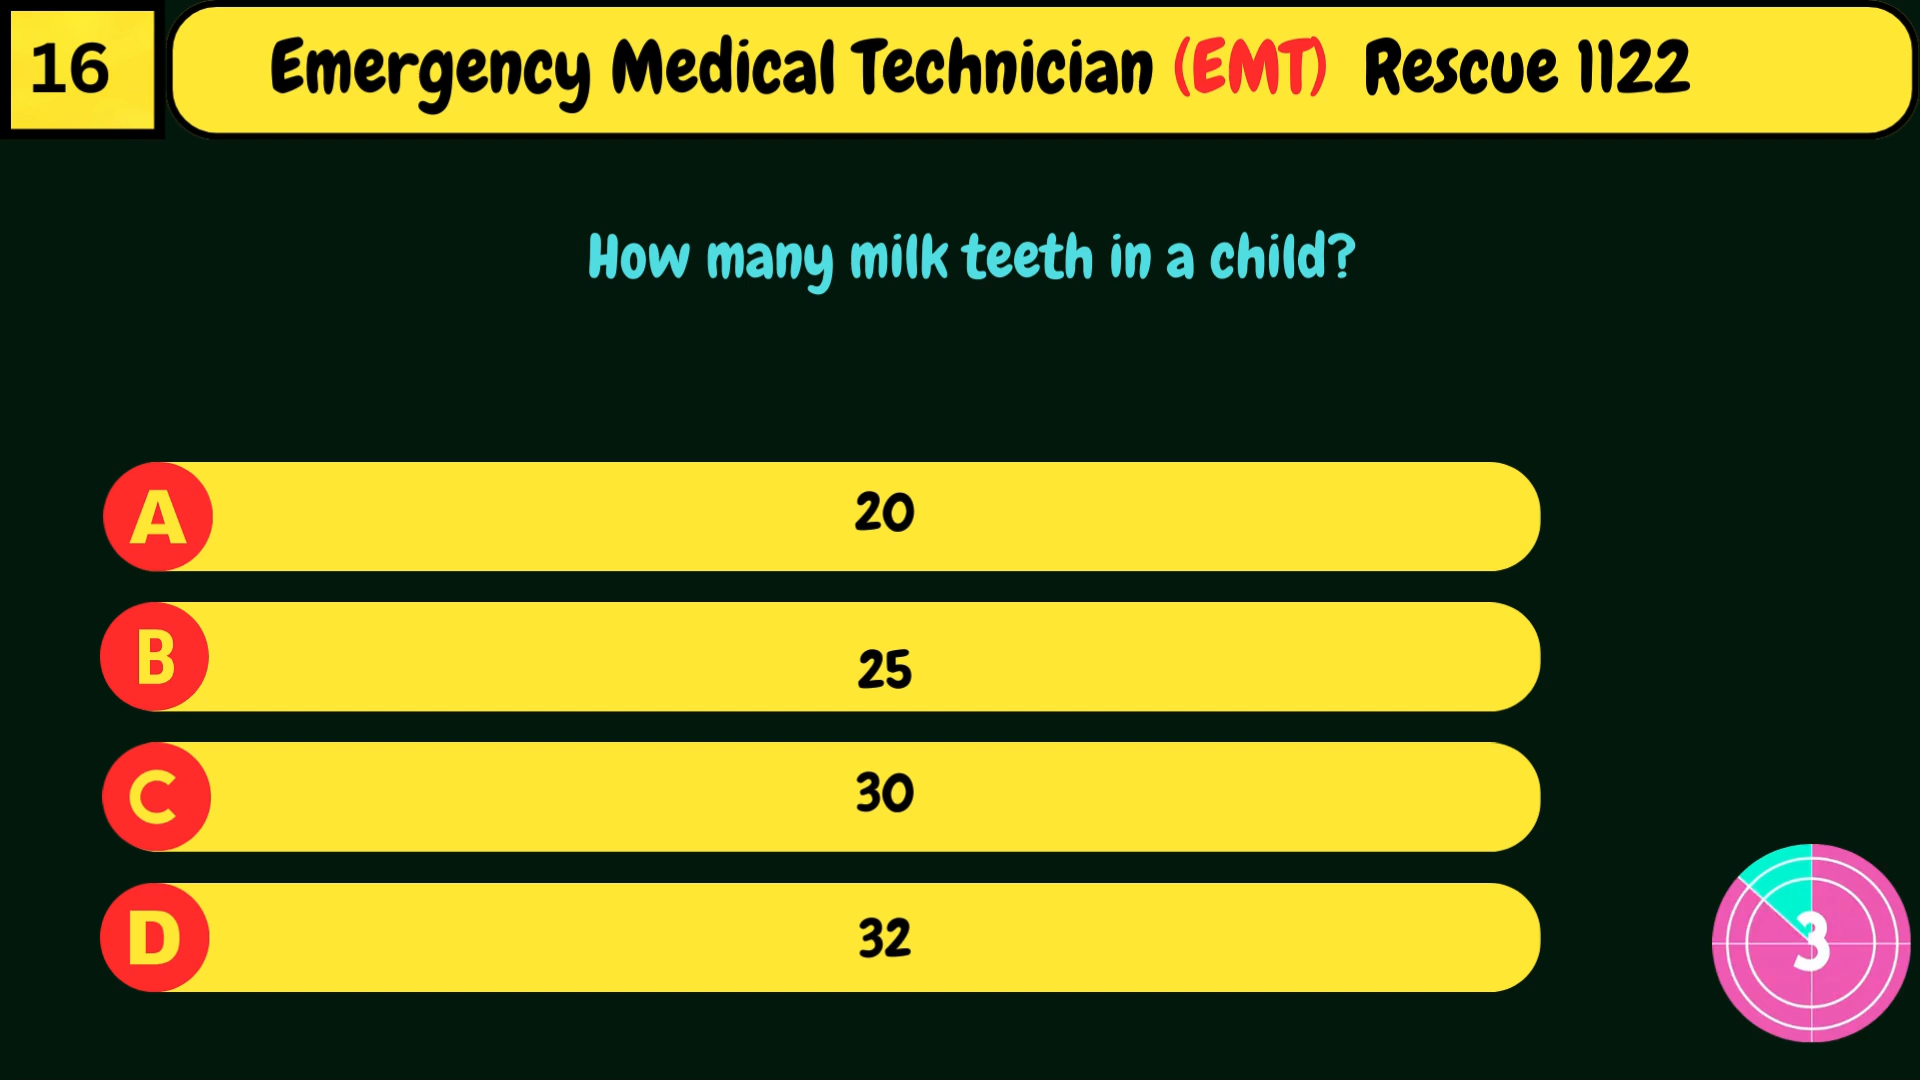 16
Emergency Medical Technician (EMT) Rescue 1122
How many milk teeth in a child?
A 20
B 25
C 30
D 32
3